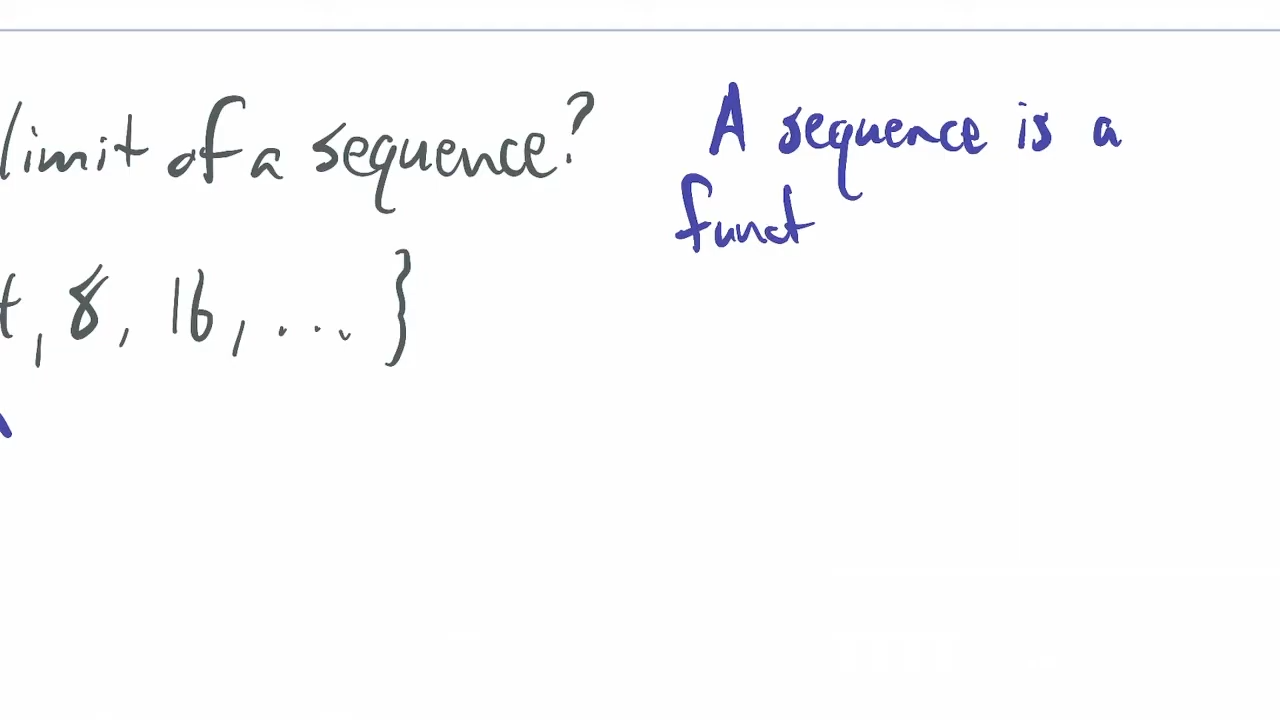 limit of a sequence?
, 8, 16, ... }
A sequence is a
funct